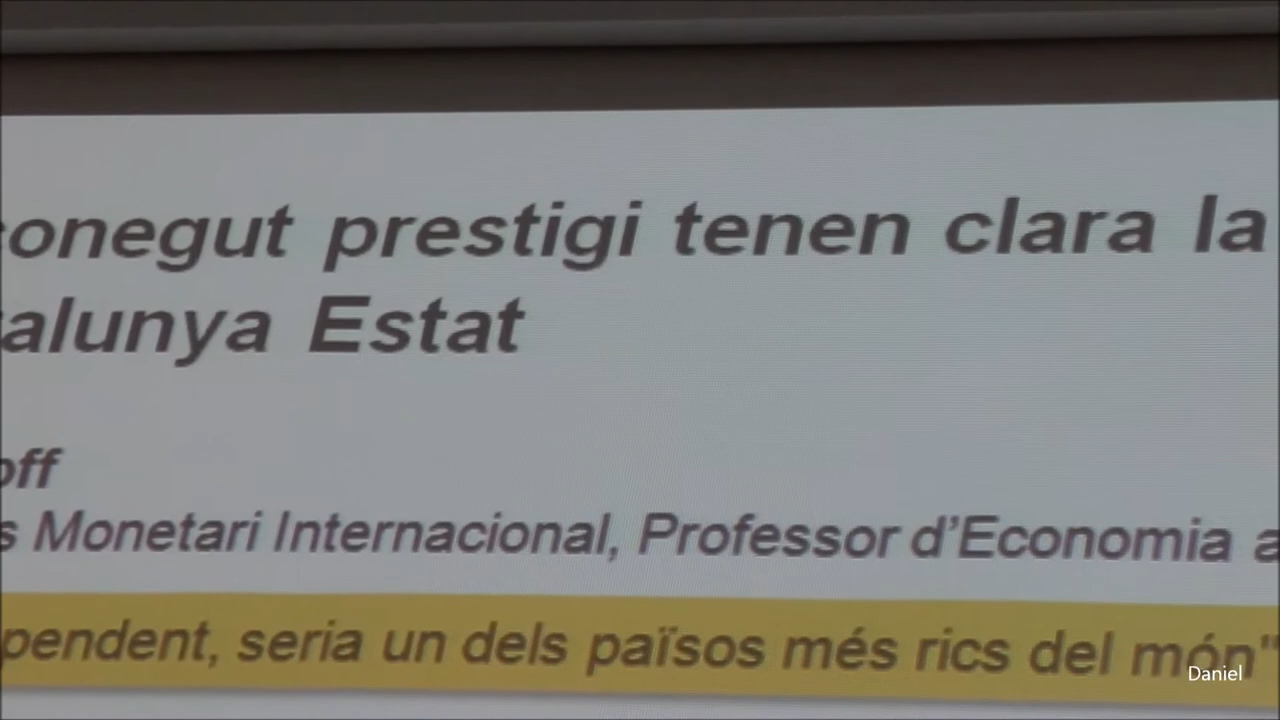 conegut prestigi tenen clara la
alunya Estat
off
s Monetari Internacional, Professor d'Economia a
pendent, seria un dels països més rics del món"
Daniel